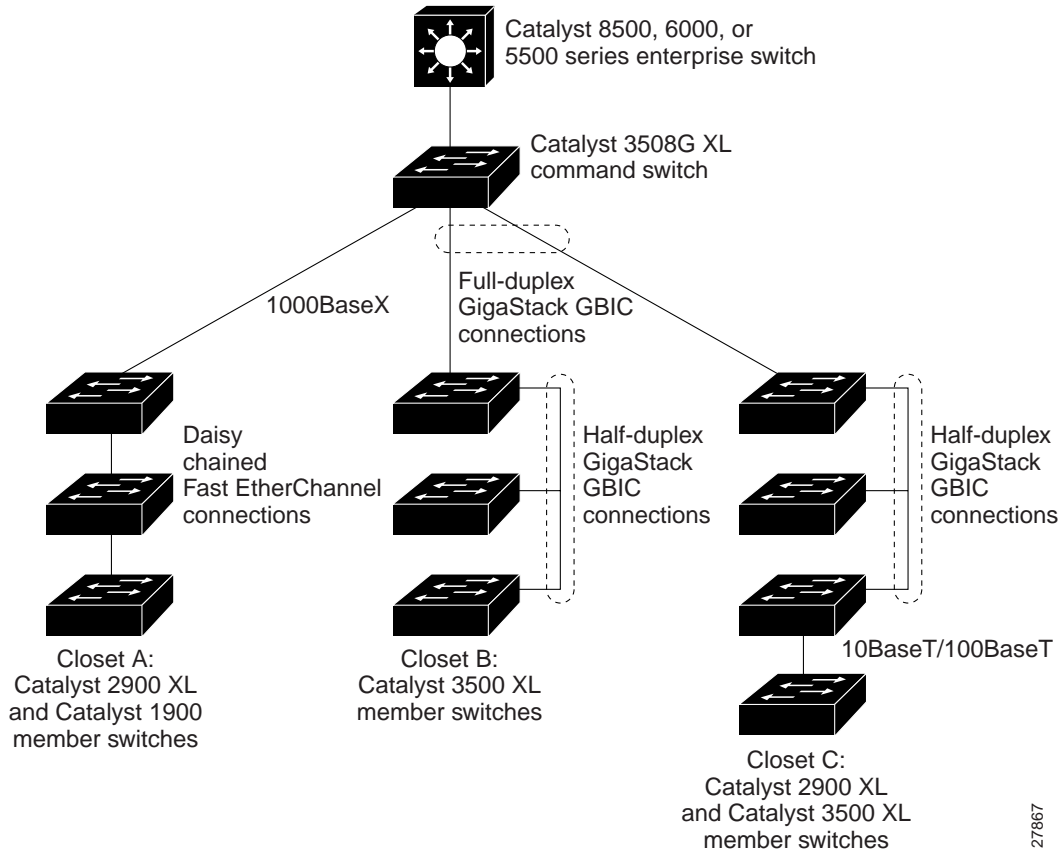 Catalyst 8500, 6000, or
5500 series enterprise switch
Catalyst 3508G XL
command switch
1000BaseX
Full-duplex
GigaStack GBIC
connections
Daisy
chained
Fast EtherChannel
connections
Half-duplex
GigaStack
GBIC
connections
Half-duplex
GigaStack
GBIC
connections
10BaseT/100BaseT
Closet A:
Catalyst 2900 XL
and Catalyst 1900
member switches
Closet B:
Catalyst 3500 XL
member switches
Closet C:
Catalyst 2900 XL
and Catalyst 3500 XL
member switches
27867